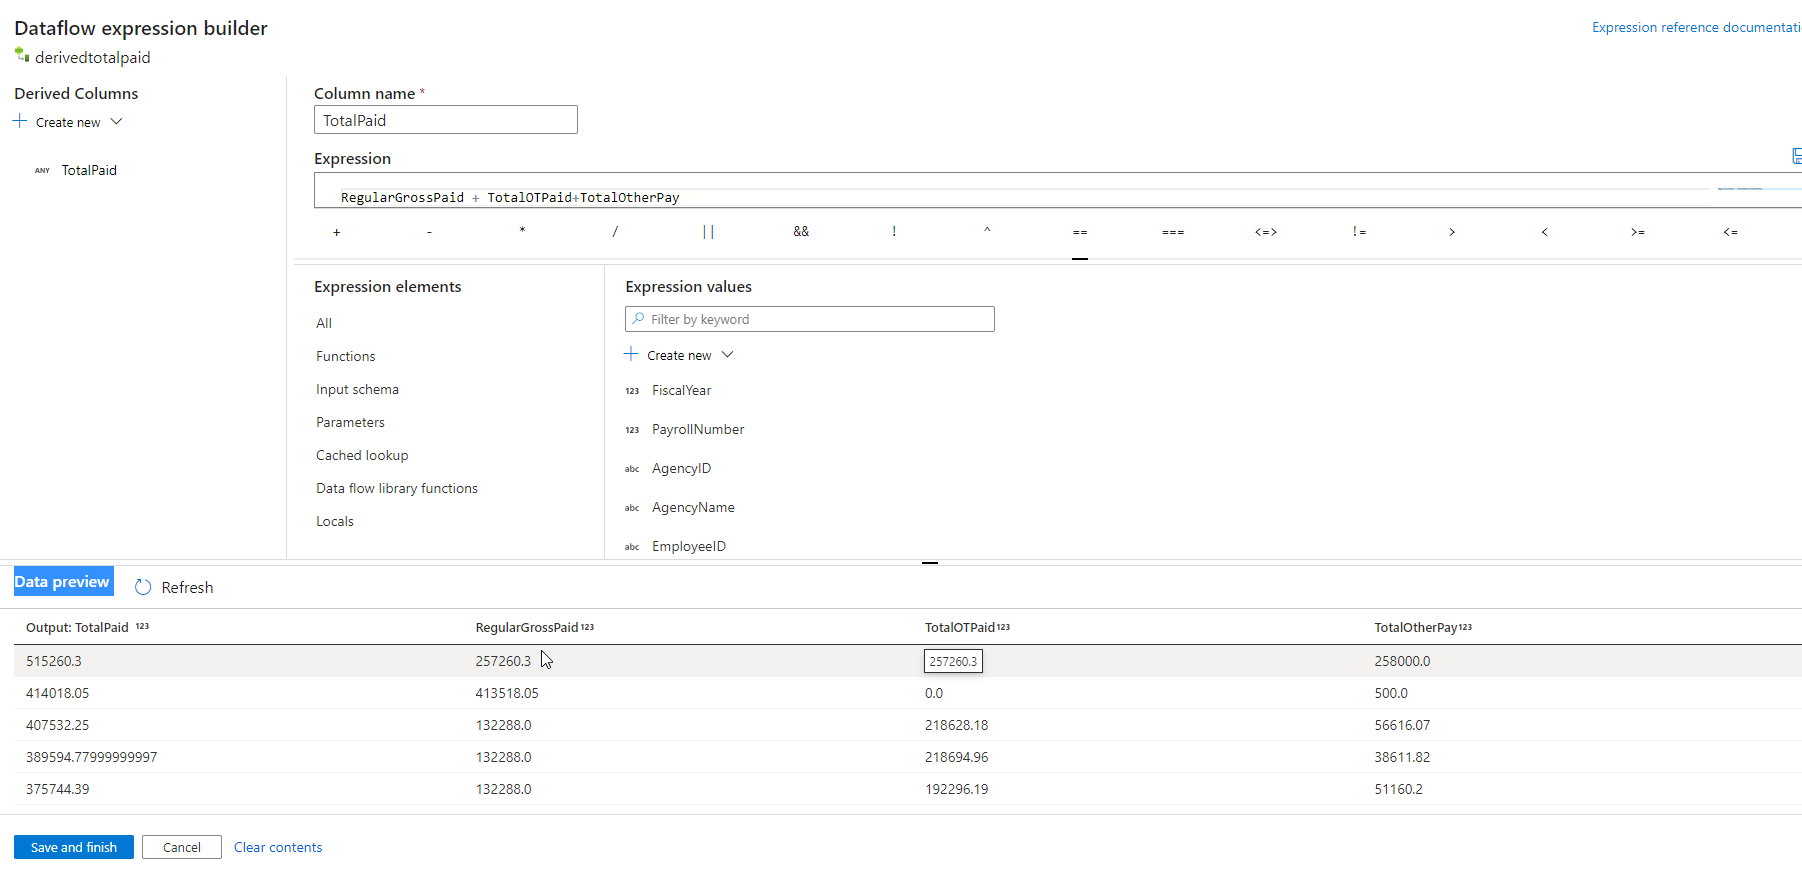 Dataflow expression builder
Expression reference documentati
derivedtotalpaid
Derived Columns
Create new
ANY TotalPaid
Column name *
TotalPaid
Expression
RegularGrossPaid + TotalOTPaid+TotalOtherPay
+ - * / || && ! ^ == === <=> != > < >= <=
Expression elements
All
Functions
Input schema
Parameters
Cached lookup
Data flow library functions
Locals
Expression values
Filter by keyword
Create new
123 FiscalYear
123 PayrollNumber
abc AgencyID
abc AgencyName
abc EmployeeID
Data preview Refresh
Output: TotalPaid 123 RegularGrossPaid 123 TotalOTPaid 123 TotalOtherPay 123
515260.3 257260.3 257260.3 258000.0
414018.05 413518.05 0.0 500.0
407532.25 132288.0 218628.18 56616.07
389594.77999999997 132288.0 218694.96 38611.82
375744.39 132288.0 192296.19 51160.2
Save and finish Cancel Clear contents